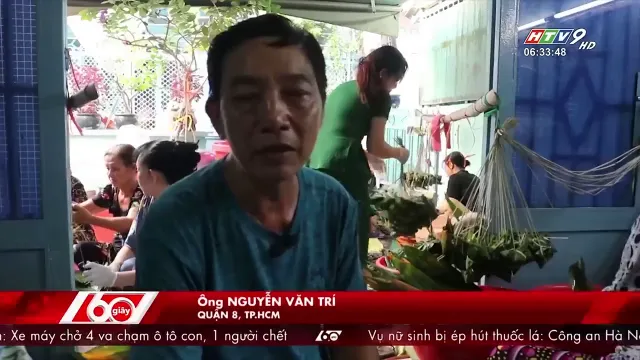 HTV9 HD
06:33:48
60 giây
Ông NGUYỄN VĂN TRÍ
QUẬN 8, TP.HCM
n: Xe máy chở 4 va chạm ô tô con, 1 người chết 60 Vụ nữ sinh bị ép hút thuốc lá: Công an Hà N